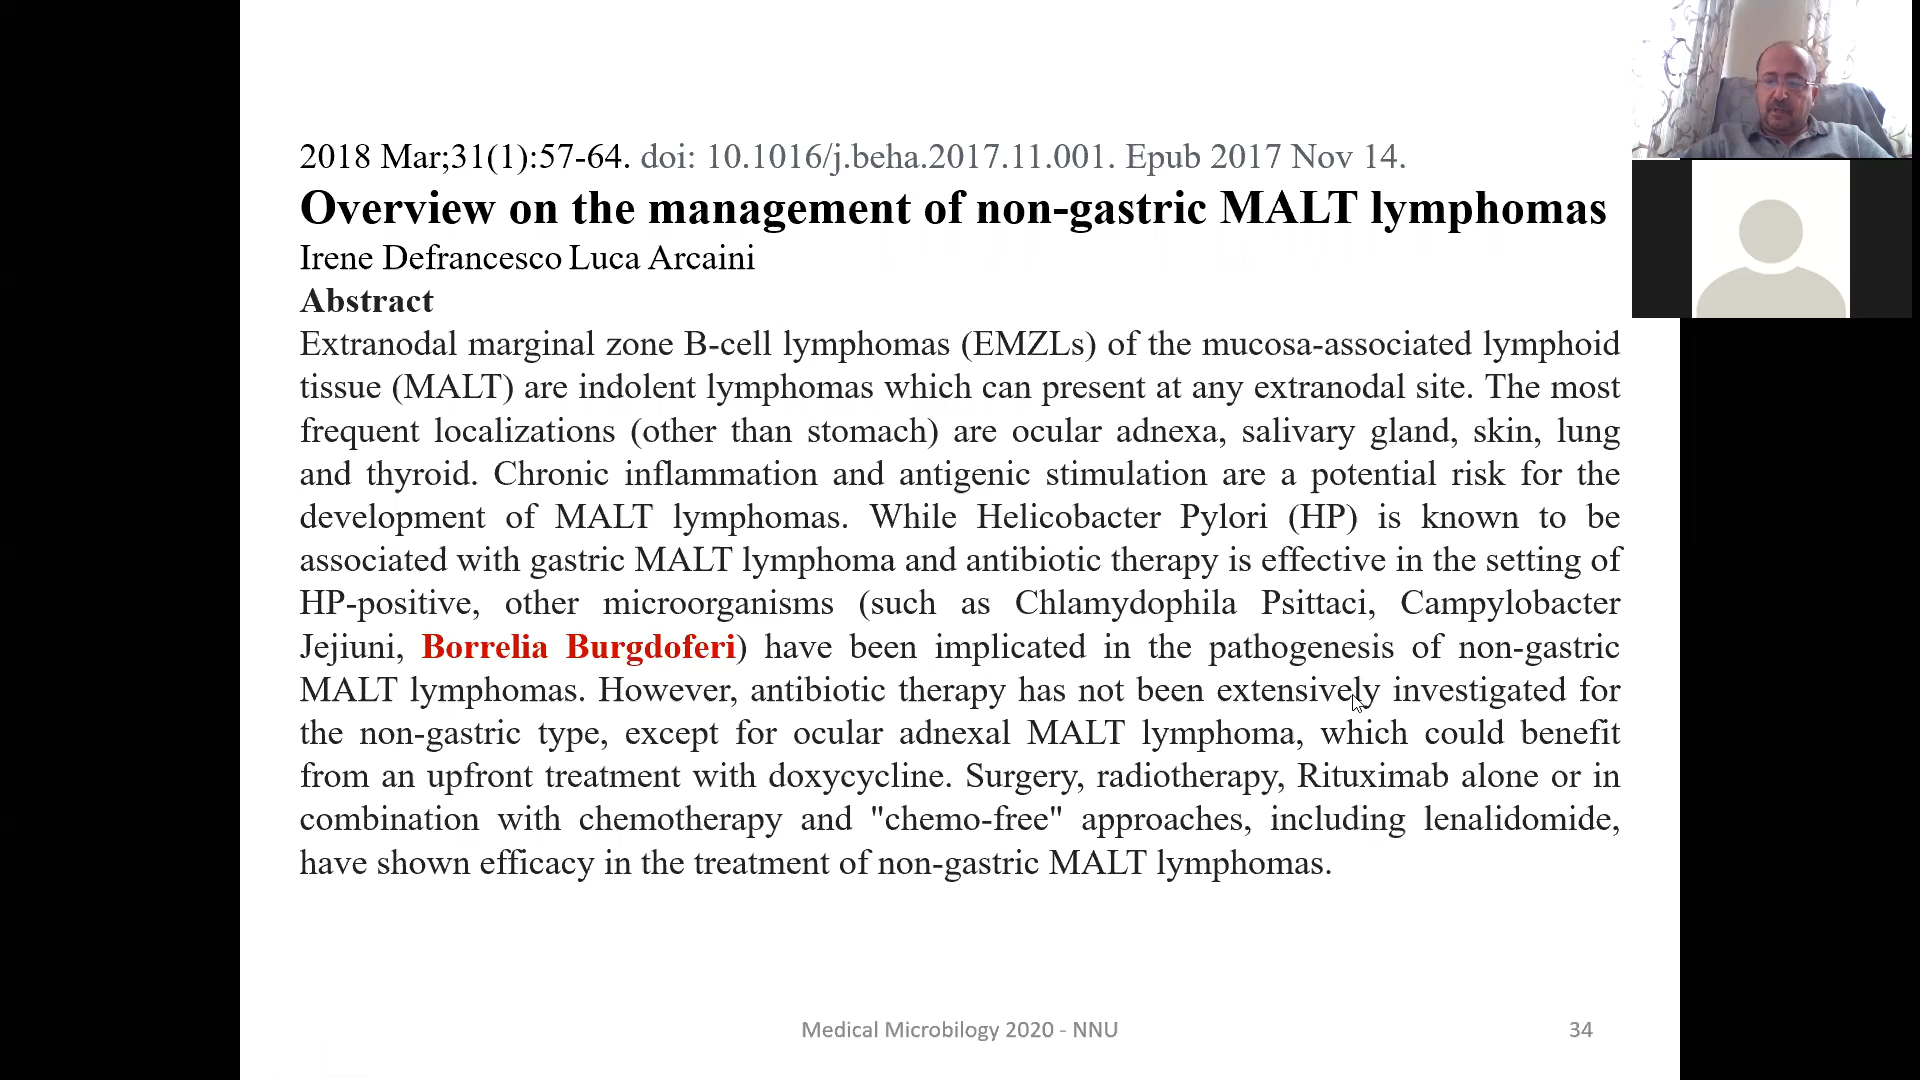 2018 Mar;31(1):57-64. doi: 10.1016/j.beha.2017.11.001. Epub 2017 Nov 14.
Overview on the management of non-gastric MALT lymphomas
Irene Defrancesco Luca Arcaini
Abstract
Extranodal marginal zone B-cell lymphomas (EMZLs) of the mucosa-associated lymphoid
tissue (MALT) are indolent lymphomas which can present at any extranodal site. The most
frequent localizations (other than stomach) are ocular adnexa, salivary gland, skin, lung
and thyroid. Chronic inflammation and antigenic stimulation are a potential risk for the
development of MALT lymphomas. While Helicobacter Pylori (HP) is known to be
associated with gastric MALT lymphoma and antibiotic therapy is effective in the setting of
HP-positive, other microorganisms (such as Chlamydophila Psittaci, Campylobacter
Jejiuni, Borrelia Burgdoferi) have been implicated in the pathogenesis of non-gastric
MALT lymphomas. However, antibiotic therapy has not been extensively investigated for
the non-gastric type, except for ocular adnexal MALT lymphoma, which could benefit
from an upfront treatment with doxycycline. Surgery, radiotherapy, Rituximab alone or in
combination with chemotherapy and "chemo-free" approaches, including lenalidomide,
have shown efficacy in the treatment of non-gastric MALT lymphomas.
Medical Microbilogy 2020 - NNU
34